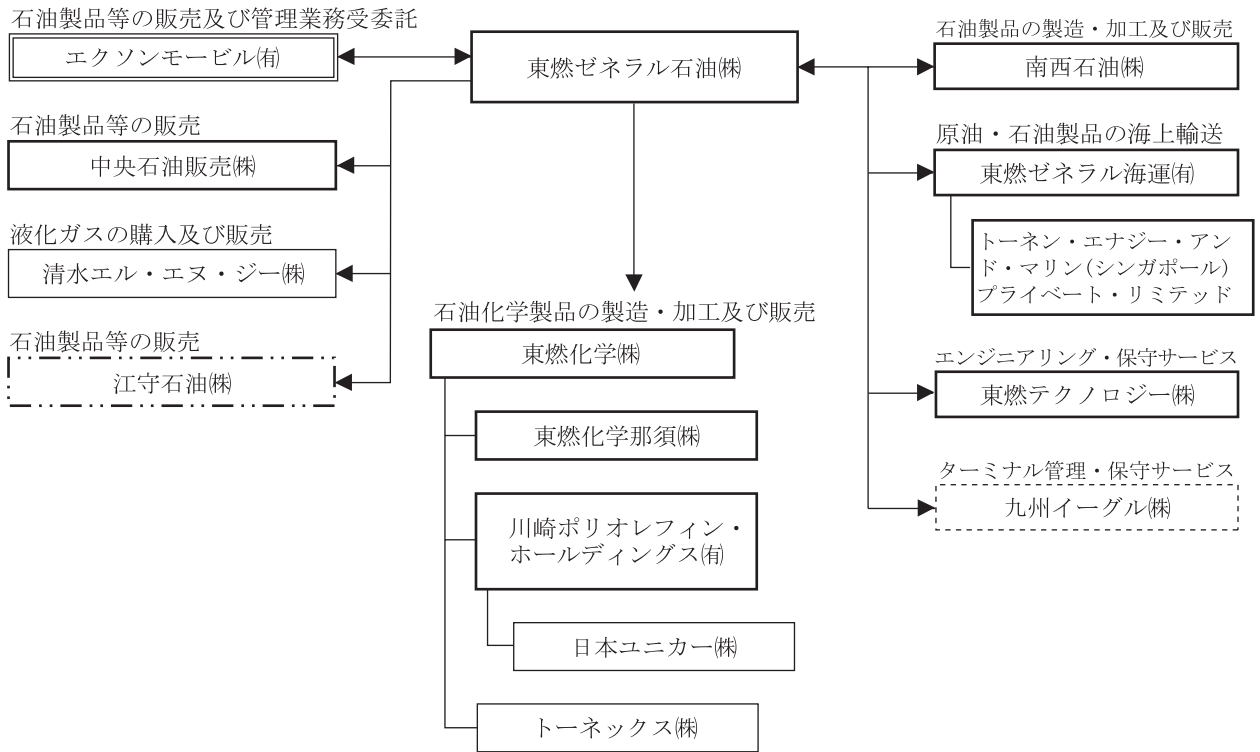 石油製品等の販売及び管理業務受委託
エクソンモービル㈲
石油製品等の販売
中央石油販売㈱
液化ガスの購入及び販売
清水エル・エヌ・ジー㈱
石油製品等の販売
江守石油㈱
東燃ゼネラル石油㈱
石油化学製品の製造・加工及び販売
東燃化学㈱
東燃化学那須㈱
川崎ポリオレフィン・
ホールディングス㈲
日本ユニカー㈱
トーネックス㈱
石油製品の製造・加工及び販売
南西石油㈱
原油・石油製品の海上輸送
東燃ゼネラル海運㈲
トーネン・エナジー・アン
ド・マリン(シンガポール)
プライベート・リミテッド
エンジニアリング・保守サービス
東燃テクノロジー㈱
ターミナル管理・保守サービス
九州イーグル㈱